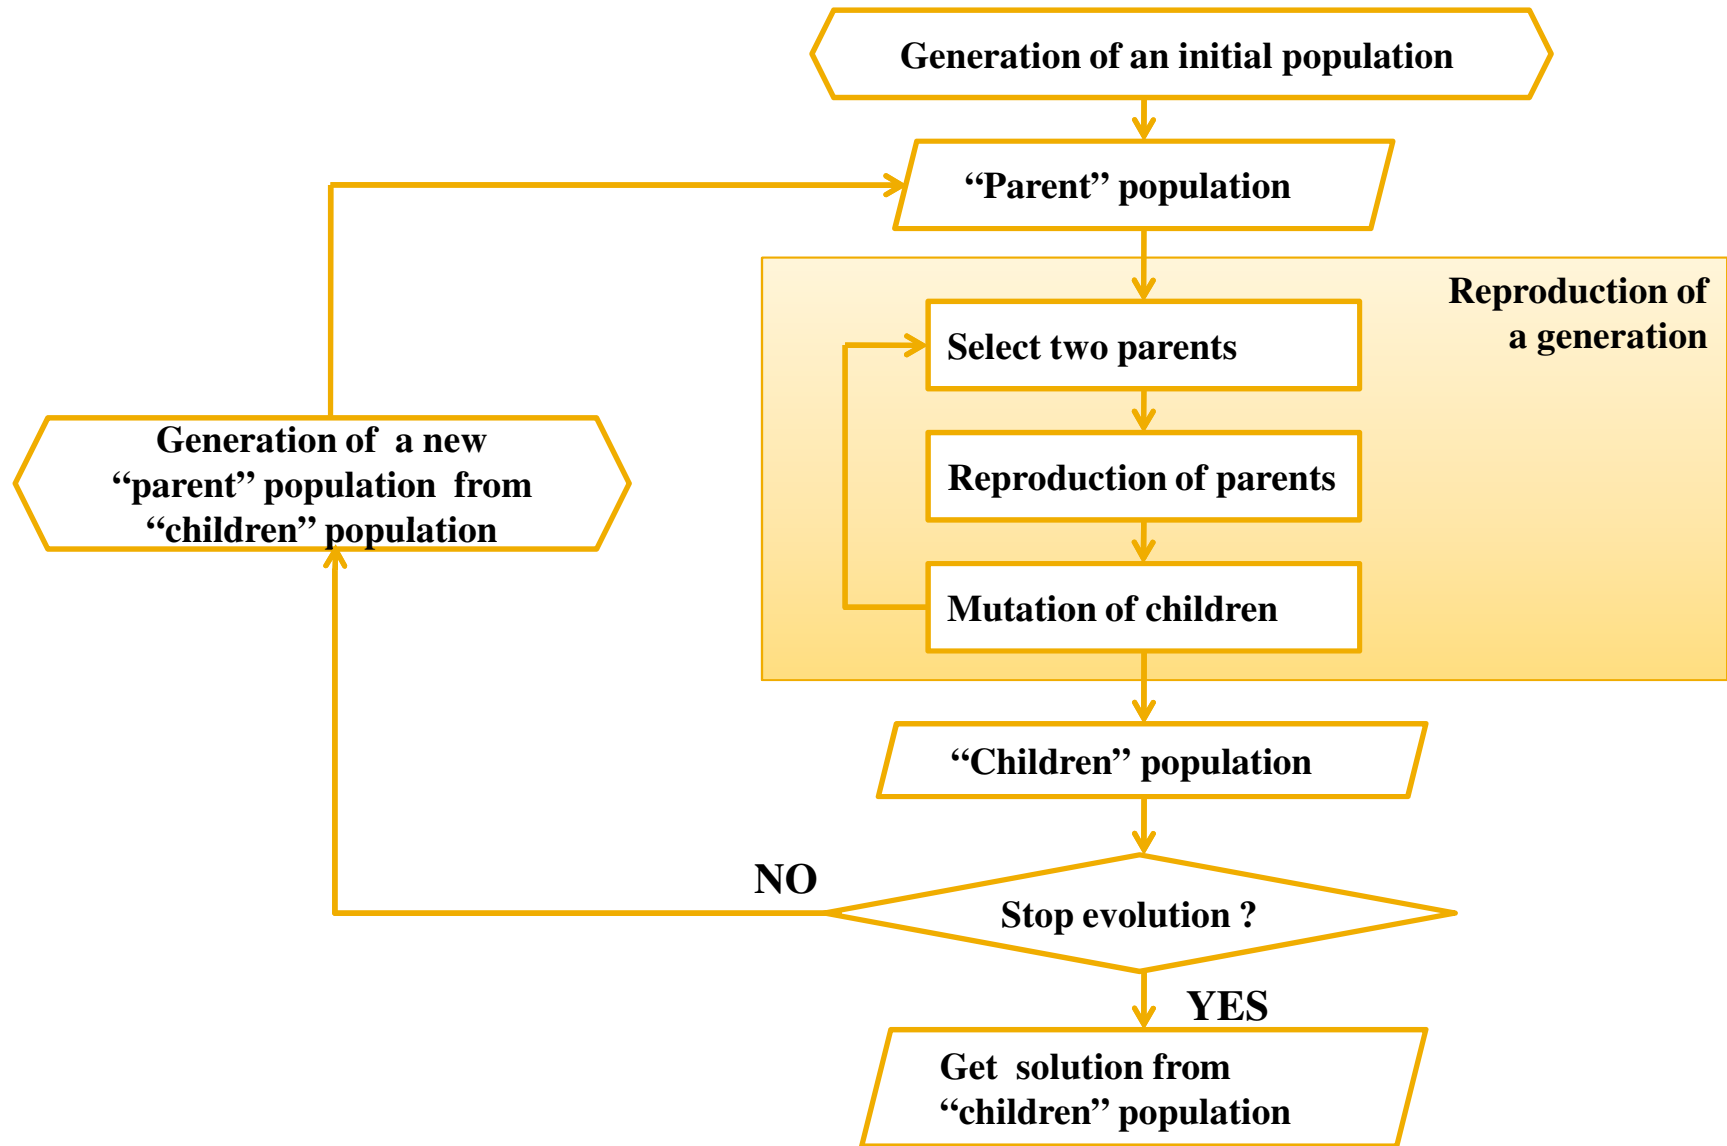 Generation of an initial population
“Parent” population
Reproduction of
a generation
Select two parents
Reproduction of parents
Mutation of children
Generation of  a new
“parent” population  from
“children” population
“Children” population
NO
Stop evolution ?
YES
Get  solution from
“children” population